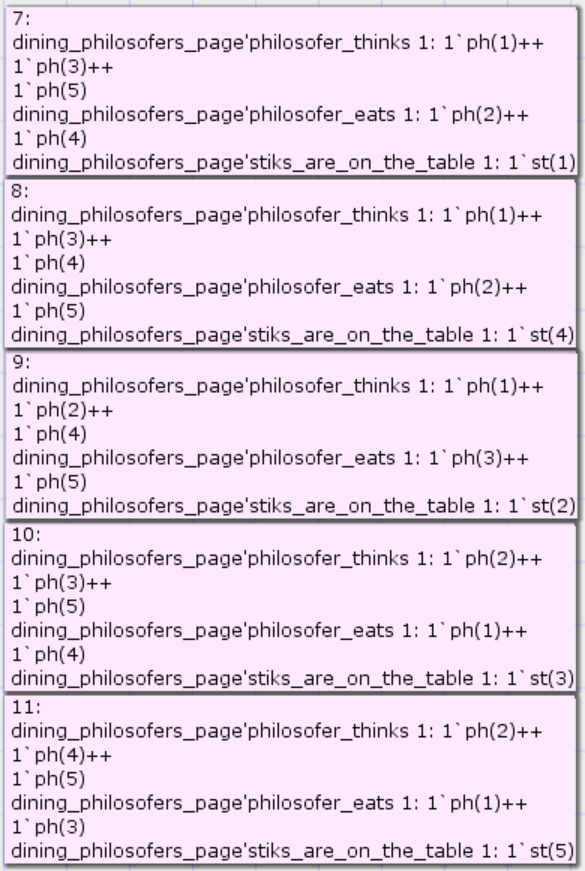 7:
dining_philosofers_page'philosofer_thinks 1: 1`ph(1)++
1`ph(3)++
1`ph(5)
dining_philosofers_page'philosofer_eats 1: 1`ph(2)++
1`ph(4)
dining_philosofers_page'stiks_are_on_the_table 1: 1`st(1)
8:
dining_philosofers_page'philosofer_thinks 1: 1`ph(1)++
1`ph(3)++
1`ph(4)
dining_philosofers_page'philosofer_eats 1: 1`ph(2)++
1`ph(5)
dining_philosofers_page'stiks_are_on_the_table 1: 1`st(4)
9:
dining_philosofers_page'philosofer_thinks 1: 1`ph(1)++
1`ph(2)++
1`ph(4)
dining_philosofers_page'philosofer_eats 1: 1`ph(3)++
1`ph(5)
dining_philosofers_page'stiks_are_on_the_table 1: 1`st(2)
10:
dining_philosofers_page'philosofer_thinks 1: 1`ph(2)++
1`ph(3)++
1`ph(5)
dining_philosofers_page'philosofer_eats 1: 1`ph(1)++
1`ph(4)
dining_philosofers_page'stiks_are_on_the_table 1: 1`st(3)
11:
dining_philosofers_page'philosofer_thinks 1: 1`ph(2)++
1`ph(4)++
1`ph(5)
dining_philosofers_page'philosofer_eats 1: 1`ph(1)++
1`ph(3)
dining_philosofers_page'stiks_are_on_the_table 1: 1`st(5)